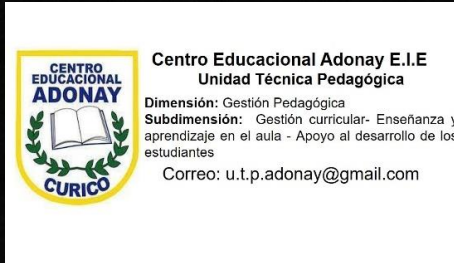 CENTRO
EDUCACIONAL
ADONAY
CURICO
Centro Educacional Adonay E.I.E
Unidad Técnica Pedagógica
Dimensión: Gestión Pedagógica
Subdimensión: Gestión curricular- Enseñanza y
aprendizaje en el aula - Apoyo al desarrollo de los
estudiantes
Correo: u.t.p.adonay@gmail.com